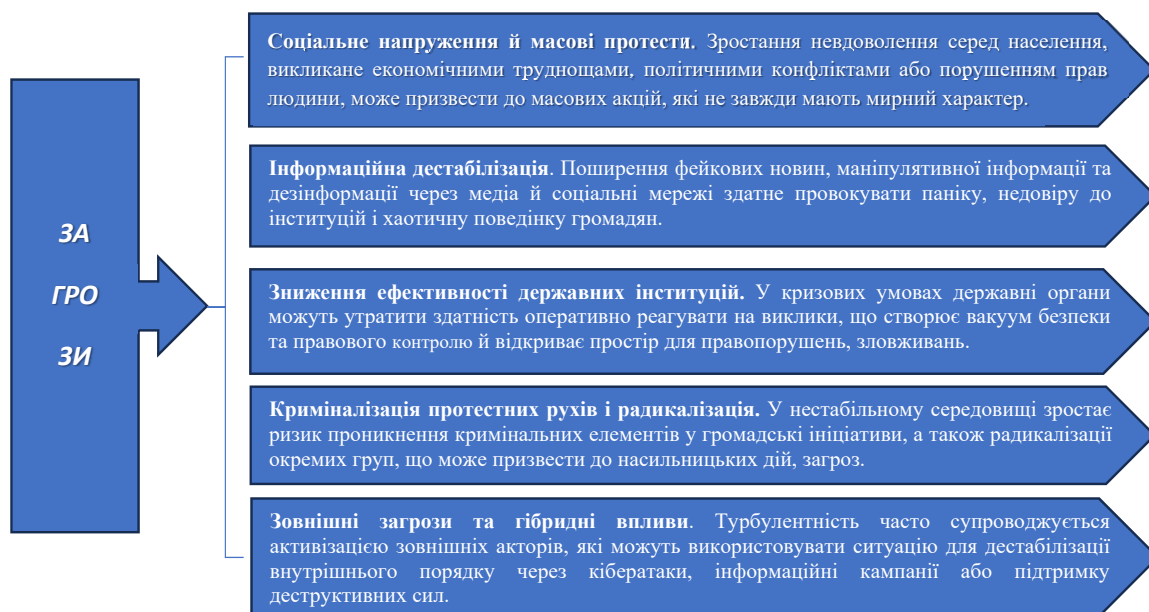 ЗА
ГРО
ЗИ
Соціальне напруження й масові протести. Зростання невдоволення серед населення,
викликане економічними труднощами, політичними конфліктами або порушенням прав
людини, може призвести до масових акцій, які не завжди мають мирний характер.
Інформаційна дестабілізація. Поширення фейкових новин, маніпулятивної інформації та
дезінформації через медіа й соціальні мережі здатне провокувати паніку, недовіру до
інституцій і хаотичну поведінку громадян.
Зниження ефективності державних інституцій. У кризових умовах державні органи
можуть утратити здатність оперативно реагувати на виклики, що створює вакуум безпеки
та правового контролю й відкриває простір для правопорушень, зловживань.
Криміналізація протестних рухів і радикалізація. У нестабільному середовищі зростає
ризик проникнення кримінальних елементів у громадські ініціативи, а також радикалізації
окремих груп, що може призвести до насильницьких дій, загроз.
Зовнішні загрози та гібридні впливи. Турбулентність часто супроводжується
активізацією зовнішніх акторів, які можуть використовувати ситуацію для дестабілізації
внутрішнього порядку через кібератаки, інформаційні кампанії або підтримку
деструктивних сил.